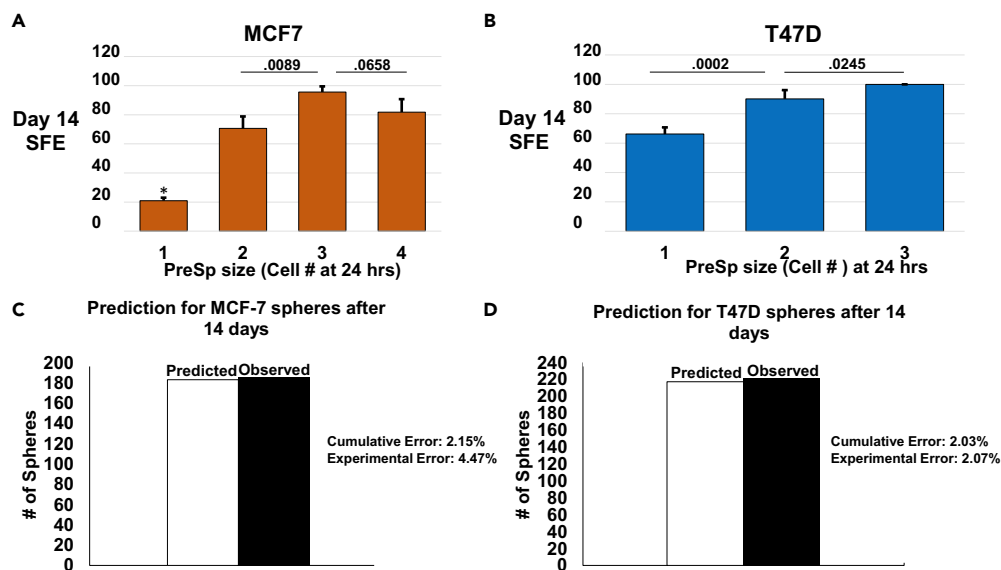 A
MCF7
120
100
80
60
40
20
0
Day 14
SFE
.0089
.0658
*
1
2
3
4
PreSp size (Cell # at 24 hrs)
B
T47D
120
100
80
60
40
20
0
Day 14
SFE
.0002
.0245
1
2
3
PreSp size (Cell # ) at 24 hrs
C
Prediction for MCF-7 spheres after
14 days
# of Spheres
200
180
160
140
120
100
80
60
40
20
0
Predicted
Observed
Cumulative Error: 2.15%
Experimental Error: 4.47%
D
Prediction for T47D spheres after 14
days
# of Spheres
240
220
200
180
160
140
120
100
80
60
40
20
0
Predicted
Observed
Cumulative Error: 2.03%
Experimental Error: 2.07%